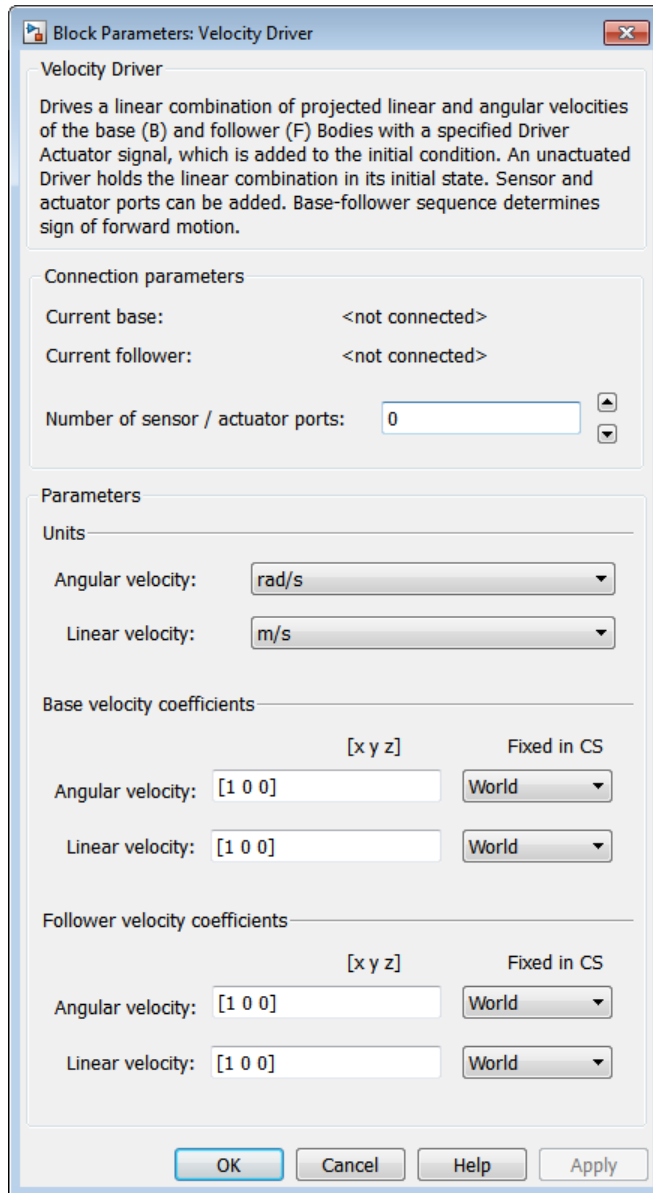 Block Parameters: Velocity Driver
Velocity Driver
Drives a linear combination of projected linear and angular velocities
of the base (B) and follower (F) Bodies with a specified Driver
Actuator signal, which is added to the initial condition. An unactuated
Driver holds the linear combination in its initial state. Sensor and
actuator ports can be added. Base-follower sequence determines
sign of forward motion.
Connection parameters
Current base: <not connected>
Current follower: <not connected>
Number of sensor / actuator ports: 0
Parameters
Units
Angular velocity: rad/s
Linear velocity: m/s
Base velocity coefficients
[x y z] Fixed in CS
Angular velocity: [1 0 0] World
Linear velocity: [1 0 0] World
Follower velocity coefficients
[x y z] Fixed in CS
Angular velocity: [1 0 0] World
Linear velocity: [1 0 0] World
OK Cancel Help Apply